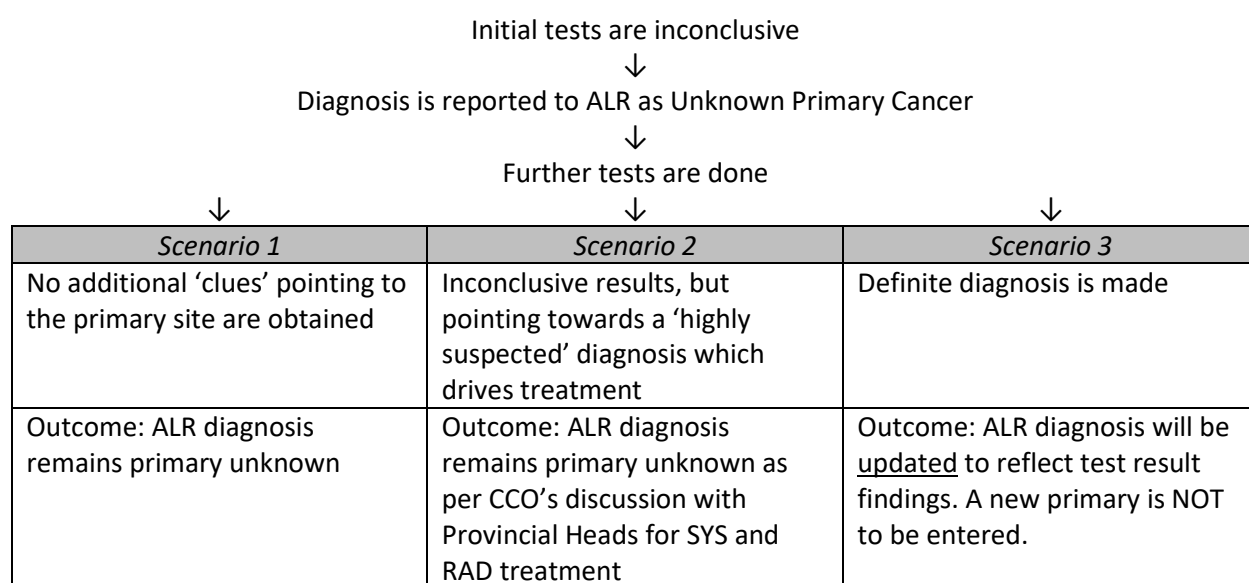 Initial tests are inconclusive
↓
Diagnosis is reported to ALR as Unknown Primary Cancer
↓
Further tests are done
↓ ↓ ↓
Scenario 1 Scenario 2 Scenario 3
No additional ‘clues’ pointing to
the primary site are obtained
Inconclusive results, but
pointing towards a ‘highly
suspected’ diagnosis which
drives treatment
Definite diagnosis is made
Outcome: ALR diagnosis
remains primary unknown
Outcome: ALR diagnosis
remains primary unknown as
per CCO’s discussion with
Provincial Heads for SYS and
RAD treatment
Outcome: ALR diagnosis will be
updated to reflect test result
findings. A new primary is NOT
to be entered.